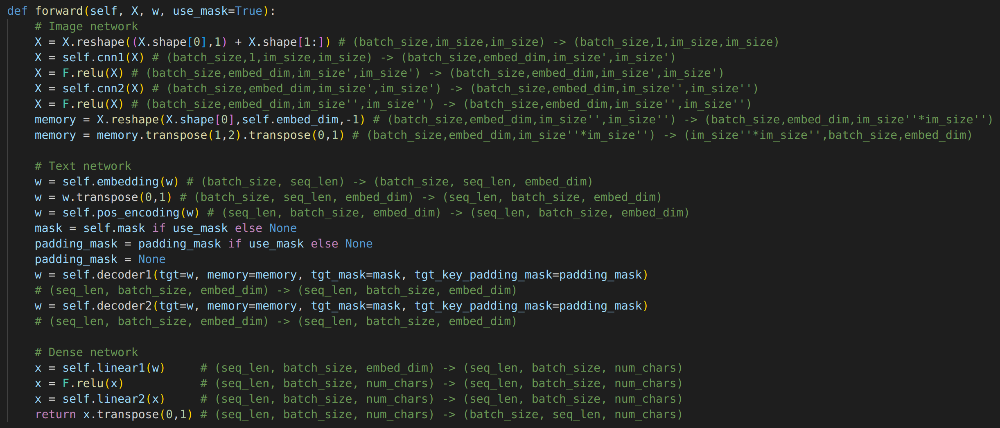 def forward(self, X, w, use_mask=True):
    # Image network
    X = X.reshape((X.shape[0],1) + X.shape[1:]) # (batch_size,im_size,im_size) -> (batch_size,1,im_size,im_size)
    X = self.cnn1(X) # (batch_size,1,im_size,im_size) -> (batch_size,embed_dim,im_size',im_size')
    X = F.relu(X) # (batch_size,embed_dim,im_size',im_size') -> (batch_size,embed_dim,im_size',im_size')
    X = self.cnn2(X) # (batch_size,embed_dim,im_size',im_size') -> (batch_size,embed_dim,im_size'',im_size'')
    X = F.relu(X) # (batch_size,embed_dim,im_size'',im_size'') -> (batch_size,embed_dim,im_size'',im_size'')
    memory = X.reshape(X.shape[0],self.embed_dim,-1) # (batch_size,embed_dim,im_size'',im_size'') -> (batch_size,embed_dim,im_size''*im_size'')
    memory = memory.transpose(1,2).transpose(0,1) # (batch_size,embed_dim,im_size''*im_size'') -> (im_size''*im_size'',batch_size,embed_dim)

    # Text network
    w = self.embedding(w) # (batch_size, seq_len) -> (batch_size, seq_len, embed_dim)
    w = w.transpose(0,1) # (batch_size, seq_len, embed_dim) -> (seq_len, batch_size, embed_dim)
    w = self.pos_encoding(w) # (seq_len, batch_size, embed_dim) -> (seq_len, batch_size, embed_dim)
    mask = self.mask if use_mask else None
    padding_mask = padding_mask if use_mask else None
    padding_mask = None
    w = self.decoder1(tgt=w, memory=memory, tgt_mask=mask, tgt_key_padding_mask=padding_mask)
    # (seq_len, batch_size, embed_dim) -> (seq_len, batch_size, embed_dim)
    w = self.decoder2(tgt=w, memory=memory, tgt_mask=mask, tgt_key_padding_mask=padding_mask)
    # (seq_len, batch_size, embed_dim) -> (seq_len, batch_size, embed_dim)

    # Dense network
    x = self.linear1(w)     # (seq_len, batch_size, embed_dim) -> (seq_len, batch_size, num_chars)
    x = F.relu(x)           # (seq_len, batch_size, num_chars) -> (seq_len, batch_size, num_chars)
    x = self.linear2(x)     # (seq_len, batch_size, num_chars) -> (seq_len, batch_size, num_chars)
    return x.transpose(0,1) # (seq_len, batch_size, num_chars) -> (batch_size, seq_len, num_chars)